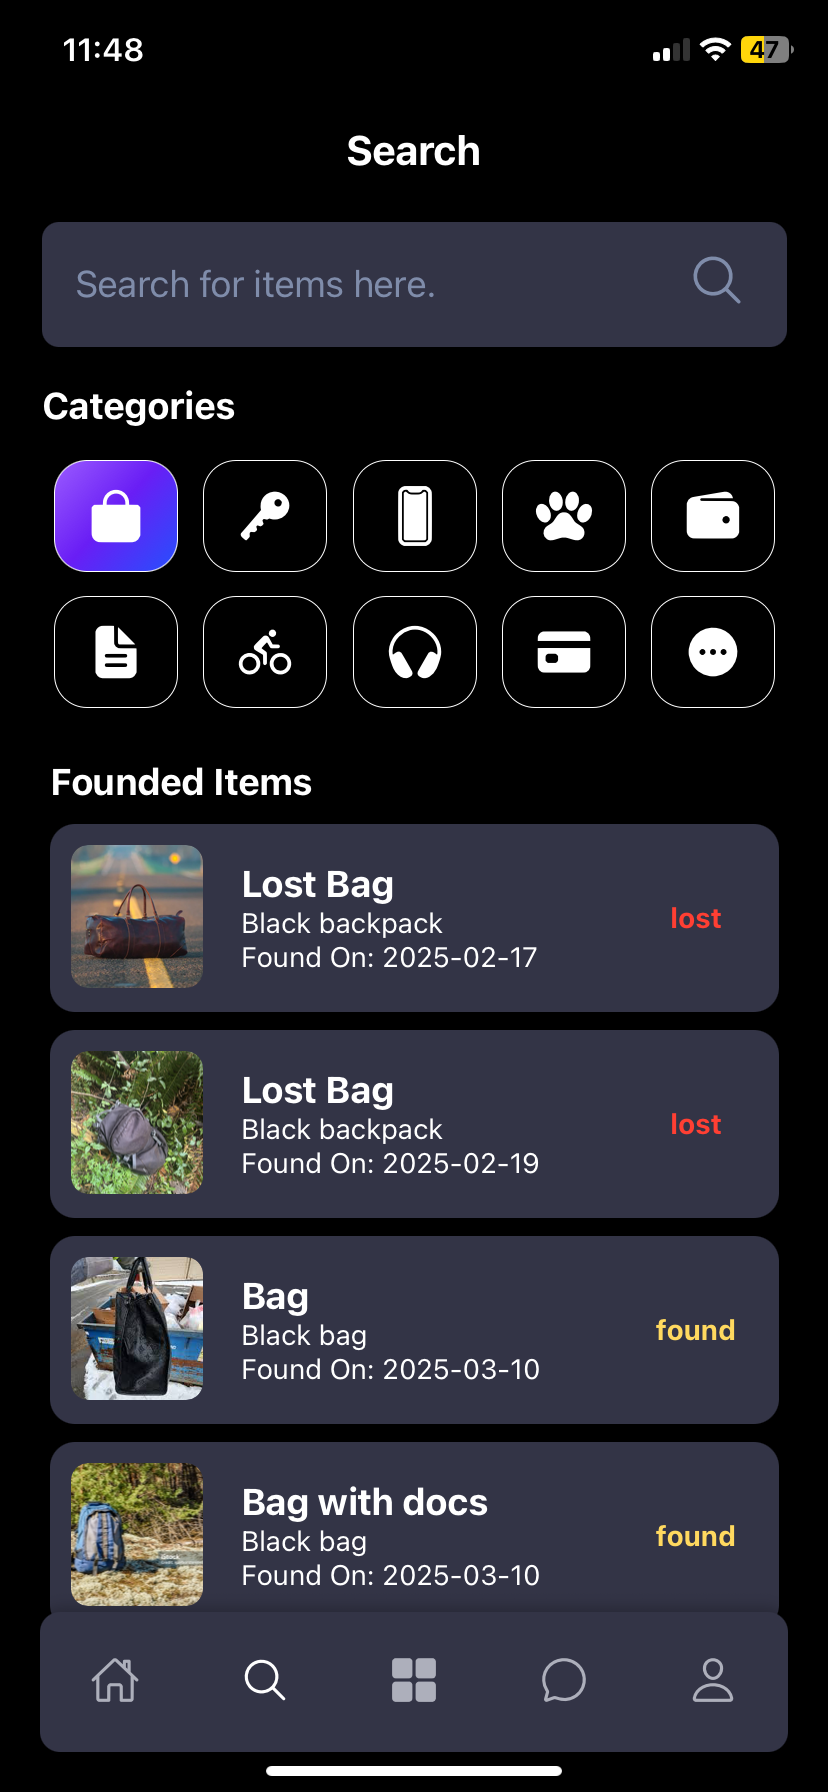 11:48
47
Search
Search for items here.
Categories
Founded Items
Lost Bag
Black backpack
Found On: 2025-02-17
lost
Lost Bag
Black backpack
Found On: 2025-02-19
lost
Bag
Black bag
Found On: 2025-03-10
found
Bag with docs
Black bag
Found On: 2025-03-10
found